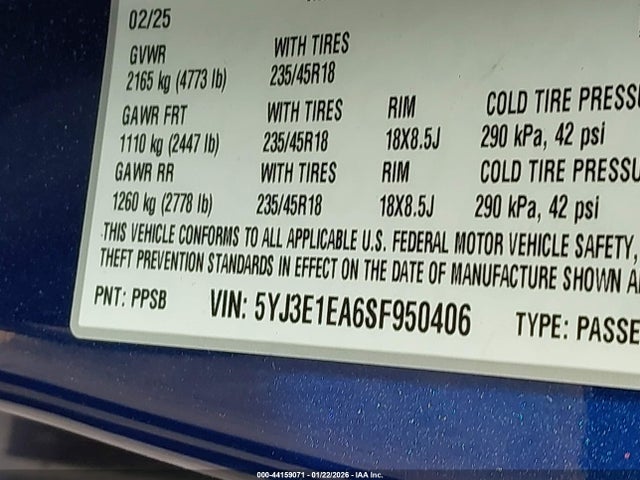 02/25
GVWR WITH TIRES
2165 kg (4773 lb) 235/45R18
GAWR FRT WITH TIRES RIM COLD TIRE PRESSU
1110 kg (2447 lb) 235/45R18 18X8.5J 290 kPa, 42 psi
GAWR RR WITH TIRES RIM COLD TIRE PRESSU
1260 kg (2778 lb) 235/45R18 18X8.5J 290 kPa, 42 psi
THIS VEHICLE CONFORMS TO ALL APPLICABLE U.S. FEDERAL MOTOR VEHICLE SAFETY,
THEFT PREVENTION STANDARDS IN EFFECT ON THE DATE OF MANUFACTURE SHOWN A
PNT: PPSB VIN: 5YJ3E1EA6SF950406 TYPE: PASSE
000-44159071 - 01/22/2026 - IAA Inc.